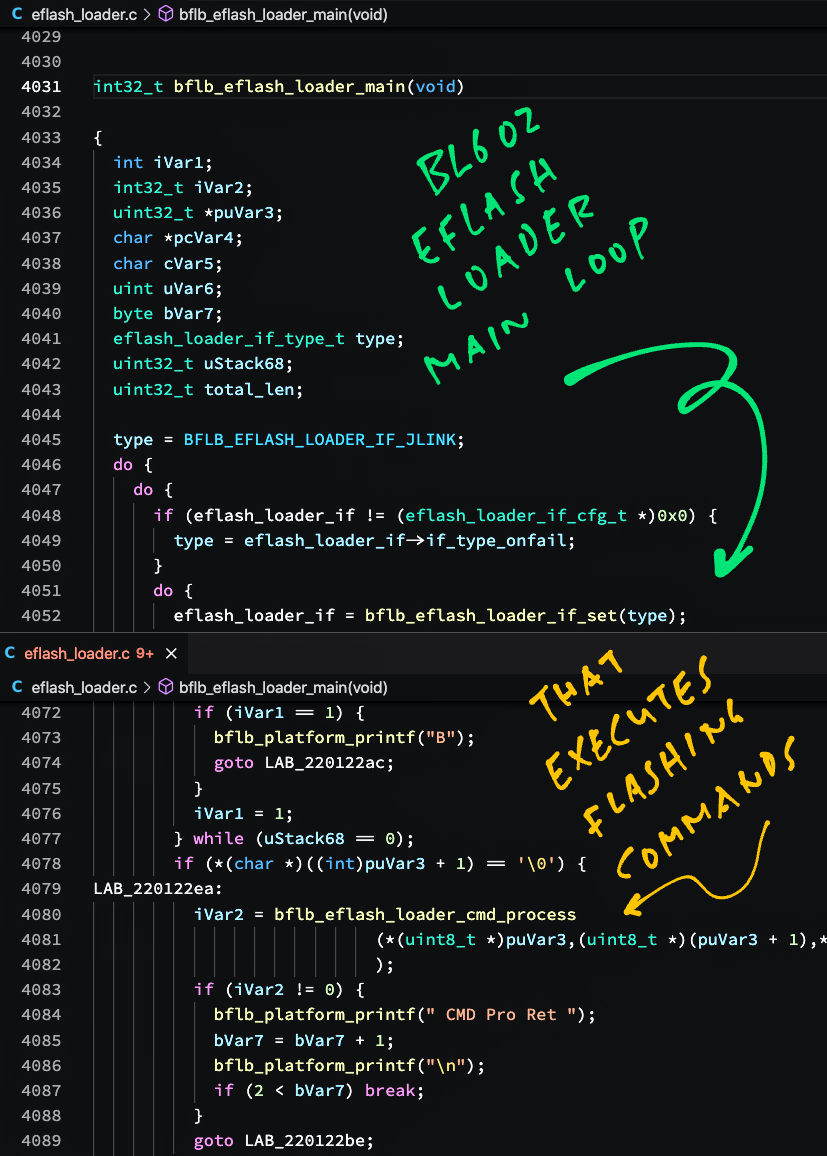 C eflash_loader.c > bflb_eflash_loader_main(void)
4029
4030
4031 int32_t bflb_eflash_loader_main(void)
4032
4033 {
4034 int iVar1;
4035 int32_t iVar2;
4036 uint32_t *puVar3;
4037 char *pcVar4;
4038 char cVar5;
4039 uint uVar6;
4040 byte bVar7;
4041 eflash_loader_if_type_t type;
4042 uint32_t uStack68;
4043 uint32_t total_len;
4044
4045 type = BFLB_EFLASH_LOADER_IF_JLINK;
4046 do {
4047 do {
4048 if (eflash_loader_if != (eflash_loader_if_cfg_t *)0x0) {
4049 type = eflash_loader_if->if_type_onfail;
4050 }
4051 do {
4052 eflash_loader_if = bflb_eflash_loader_if_set(type);
BL602
EFLASH
LOADER
MAIN LOOP
C eflash_loader.c 9+ ×
C eflash_loader.c > bflb_eflash_loader_main(void)
4072 if (iVar1 == 1) {
4073 bflb_platform_printf("B");
4074 goto LAB_220122ac;
4075 }
4076 iVar1 = 1;
4077 } while (uStack68 == 0);
4078 if (*(char *)((int)puVar3 + 1) == '\0') {
4079 LAB_220122ea:
4080 iVar2 = bflb_eflash_loader_cmd_process
4081 (*(uint8_t *)puVar3,(uint8_t *)(puVar3 + 1),*
4082 );
4083 if (iVar2 != 0) {
4084 bflb_platform_printf(" CMD Pro Ret ");
4085 bVar7 = bVar7 + 1;
4086 bflb_platform_printf("\n");
4087 if (2 < bVar7) break;
4088 }
4089 goto LAB_220122be;
THAT
EXECUTES
FLASHING
COMMANDS